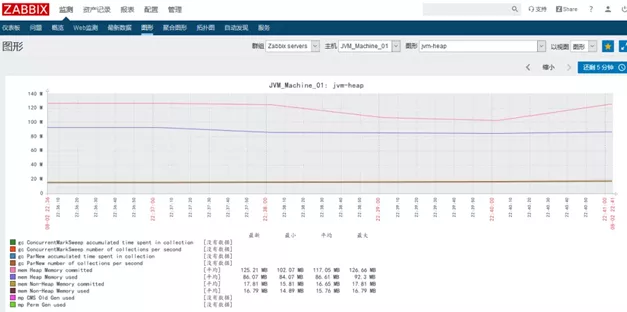 ZABBIX 监测 资产记录 报表 配置 管理 支持 Share ?
仪表板 问题 概览 Web监测 最新数据 图形 聚合图形 拓扑图 自动发现 服务
图形 群组 Zabbix servers 主机 JVM_Machine_01 图形 jvm-heap 以视图 图形
缩小 还剩 5 分钟
JVM_Machine_01: jvm-heap
140 M
120 M
100 M
80 M
60 M
40 M
20 M
0
最新 最小 平均 最大
gc ConcurrentMarkSweep accumulated time spent in collection [没有数据]
gc ConcurrentMarkSweep number of collections per second [没有数据]
gc ParNew accumulated time spent in collection [没有数据]
gc ParNew number of collections per second [没有数据]
mem Heap Memory committed [平均] 125.21 MB 102.07 MB 117.05 MB 126.66 MB
mem Heap Memory used [平均] 86.07 MB 84.07 MB 86.61 MB 92.3 MB
mem Non-Heap Memory committed [平均] 17.81 MB 15.81 MB 16.65 MB 17.81 MB
mem Non-Heap Memory used [平均] 16.79 MB 14.89 MB 15.76 MB 16.79 MB
mp CMS Old Gen used [没有数据]
mp Perm Gen used [没有数据]